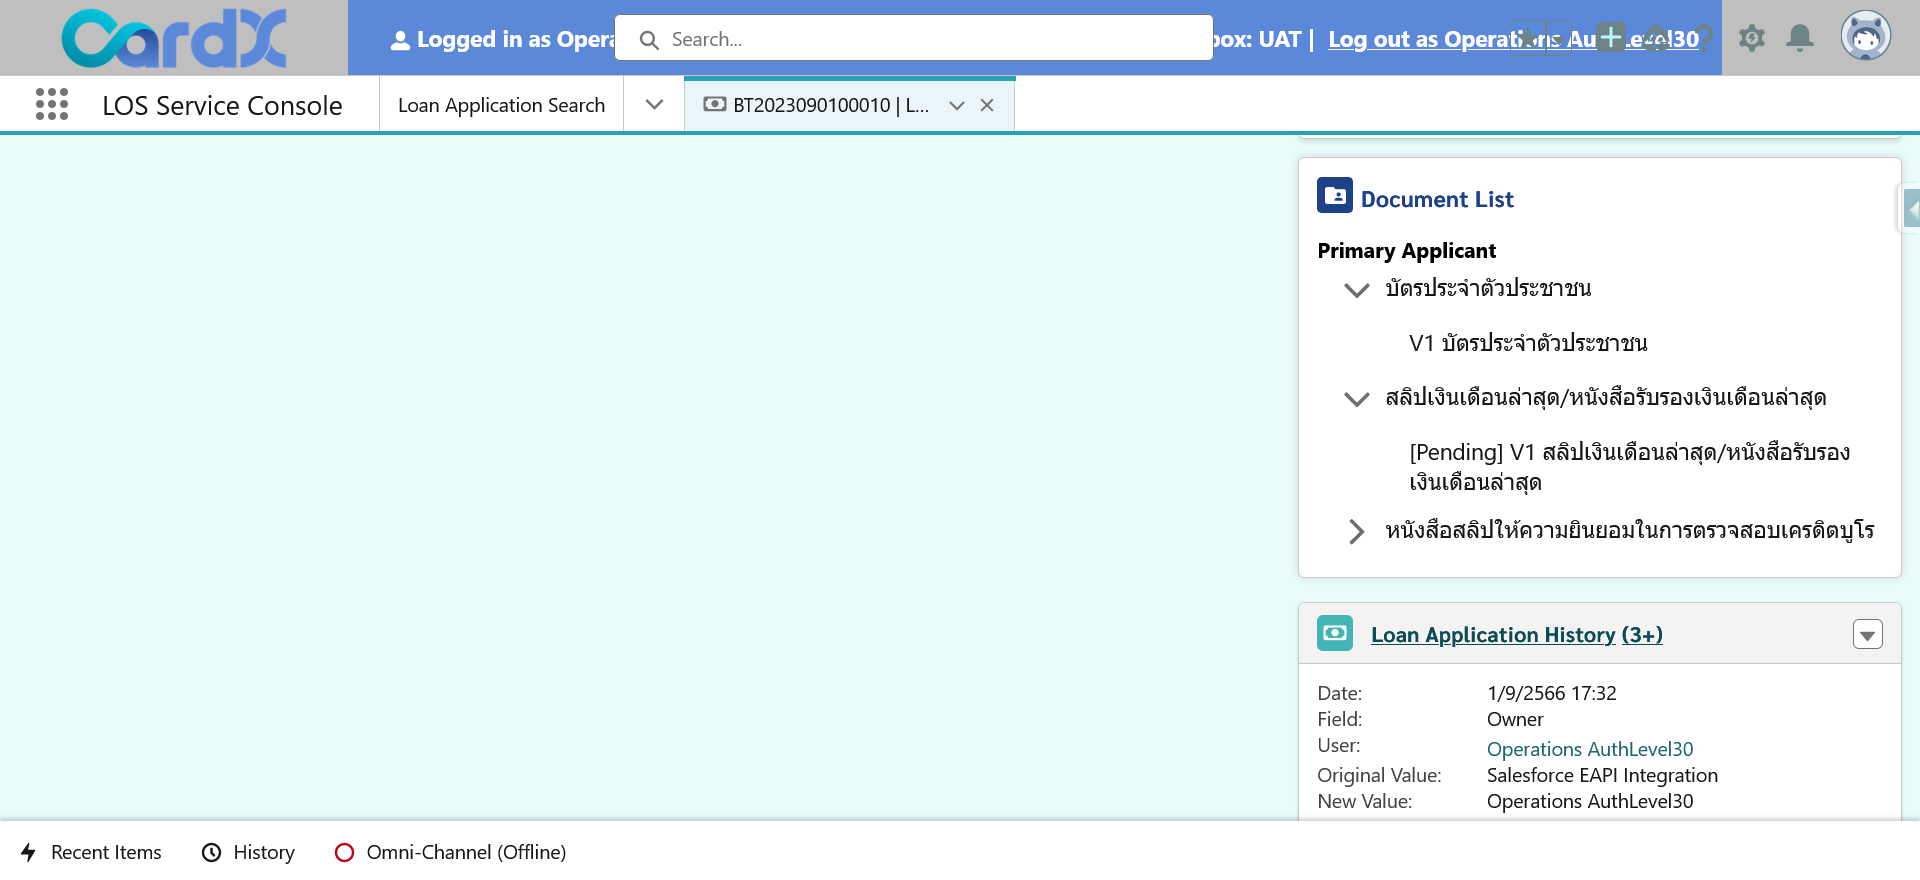 CardX
Logged in as Opera
Search...
box: UAT |
Log out as Operations AuthLevel30
LOS Service Console
Loan Application Search
BT2023090100010 | L...
Document List
Primary Applicant
บัตรประจำตัวประชาชน
V1 บัตรประจำตัวประชาชน
สลิปเงินเดือนล่าสุด/หนังสือรับรองเงินเดือนล่าสุด
[Pending] V1 สลิปเงินเดือนล่าสุด/หนังสือรับรอง
เงินเดือนล่าสุด
หนังสือสลิปให้ความยินยอมในการตรวจสอบเครดิตบูโร
Loan Application History (3+)
Date: 1/9/2566 17:32
Field: Owner
User: Operations AuthLevel30
Original Value: Salesforce EAPI Integration
New Value: Operations AuthLevel30
Recent Items
History
Omni-Channel (Offline)